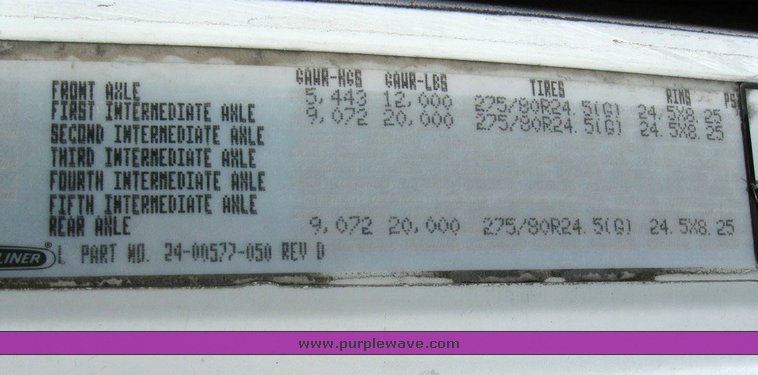 GAWR-KGS GAWR-LBS TIRES RIMS PS
FRONT AXLE 5,443 12,000 275/80R24.5(G) 24.5X8.25
FIRST INTERMEDIATE AXLE 9,072 20,000 275/80R24.5(G) 24.5X8.25
SECOND INTERMEDIATE AXLE
THIRD INTERMEDIATE AXLE
FOURTH INTERMEDIATE AXLE
FIFTH INTERMEDIATE AXLE
REAR AXLE 9,072 20,000 275/80R24.5(G) 24.5X8.25
LINER® L PART NO. 24-00577-050 REV D
www.purplewave.com